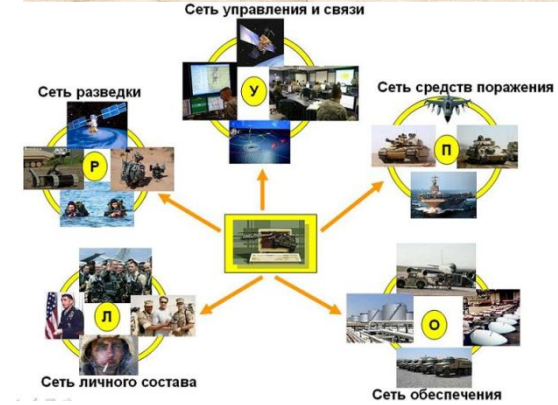 Сеть управления и связи
Сеть разведки
Сеть средств поражения
У
Р
П
Л
О
Сеть личного состава
Сеть обеспечения